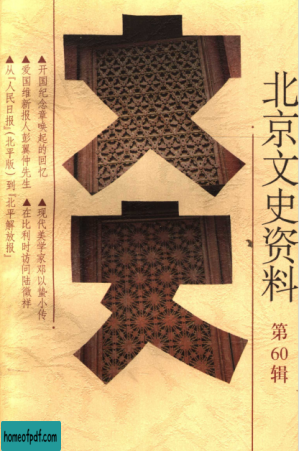 北京文史资料
第60辑
文史
▲开国纪念章唤起的回忆 ▲现代美学家邓以蛰小传
▲爱国维新报人彭翼仲先生 ▲在比利时访问陆徵祥
▲从『人民日报』(北平版)到『北平解放报』
homeofpdf.com